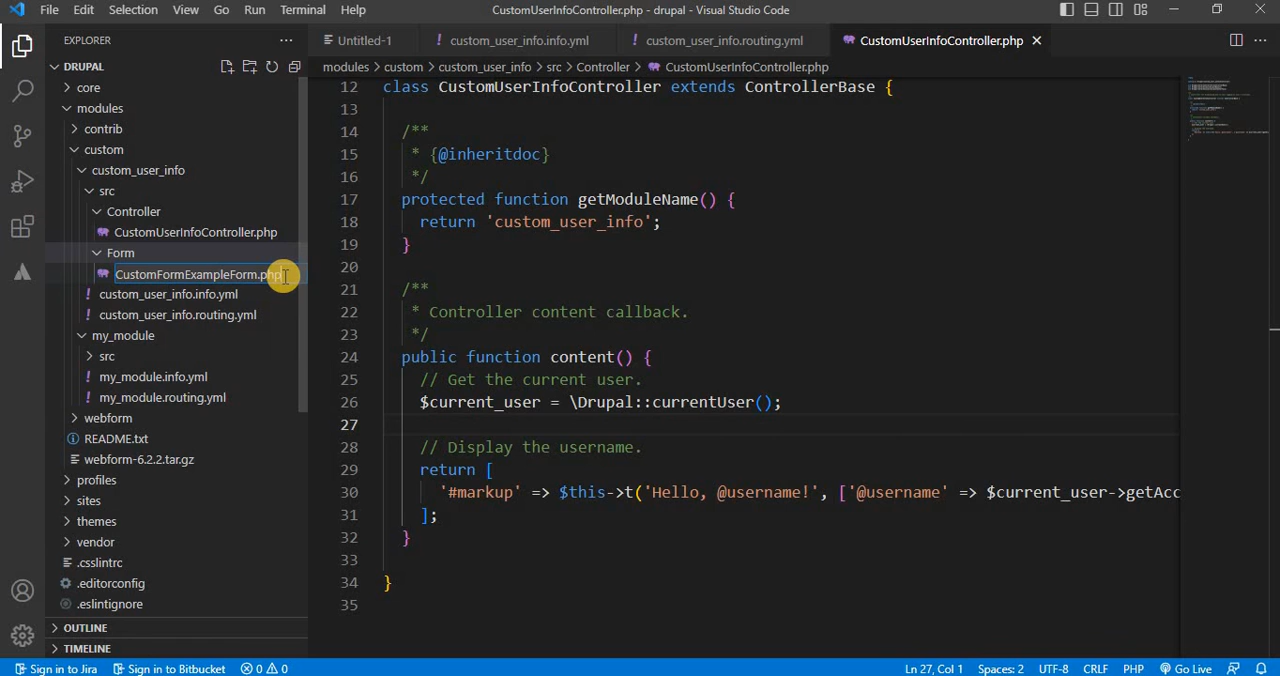 File Edit Selection View Go Run Terminal Help CustomUserInfoController.php - drupal - Visual Studio Code
EXPLORER
Untitled-1 custom_user_info.info.yml custom_user_info.routing.yml CustomUserInfoController.php
DRUPAL
modules > custom > custom_user_info > src > Controller > CustomUserInfoController.php
core
modules
contrib
custom
custom_user_info
src
Controller
CustomUserInfoController.php
Form
CustomFormExampleForm.php
custom_user_info.info.yml
custom_user_info.routing.yml
my_module
src
my_module.info.yml
my_module.routing.yml
webform
README.txt
webform-6.2.2.tar.gz
profiles
sites
themes
vendor
.csslintrc
.editorconfig
.eslintignore
OUTLINE
TIMELINE
12 class CustomUserInfoController extends ControllerBase {
13
14 /**
15 * {@inheritdoc}
16 */
17 protected function getModuleName() {
18 return 'custom_user_info';
19 }
20
21 /**
22 * Controller content callback.
23 */
24 public function content() {
25 // Get the current user.
26 $current_user = \Drupal::currentUser();
27
28 // Display the username.
29 return [
30 '#markup' => $this->t('Hello, @username!', ['@username' => $current_user->getAcc
31 ];
32 }
33
34 }
35
Sign in to Jira Sign in to Bitbucket 0 0 Ln 27, Col 1 Spaces: 2 UTF-8 CRLF PHP Go Live